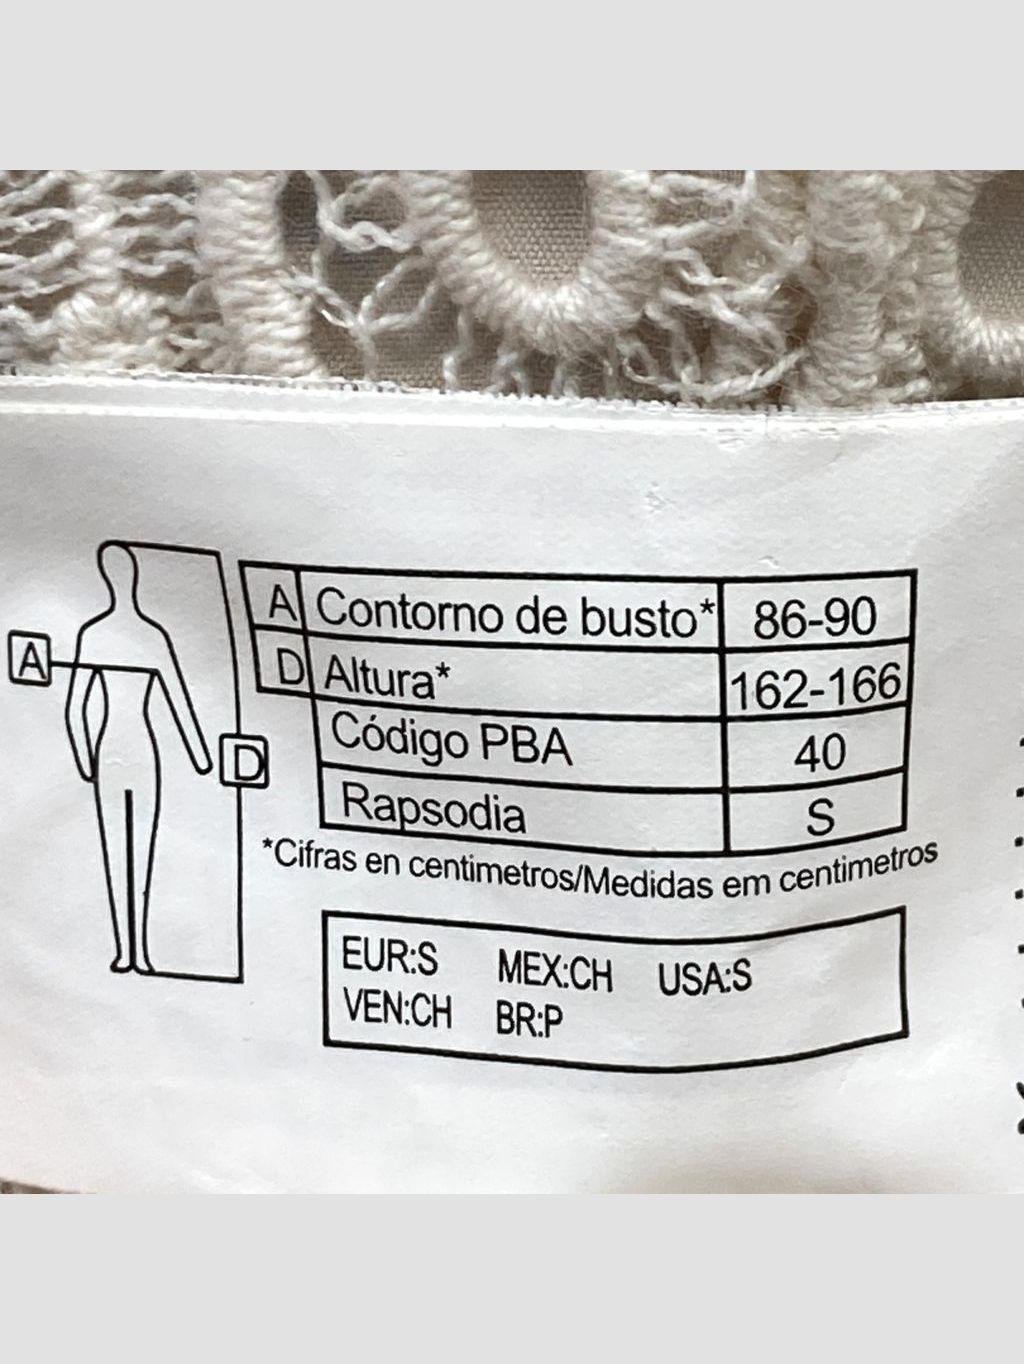 A Contorno de busto* 86-90
D Altura* 162-166
Código PBA 40
Rapsodia S
A
D
*Cifras en centimetros/Medidas em centimetros
EUR:S MEX:CH USA:S
VEN:CH BR:P